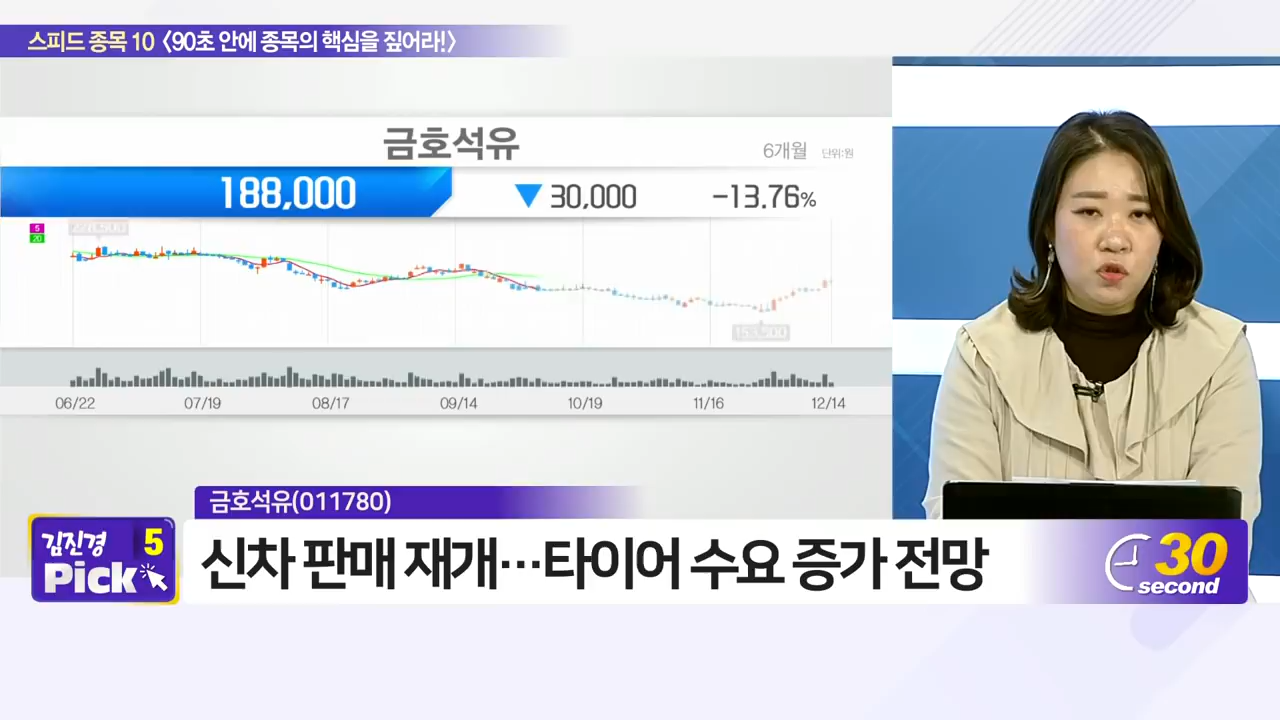 스피드 종목 10 〈90초 안에 종목의 핵심을 짚어라!〉
금호석유
6개월 단위:원
188,000 ▼ 30,000 -13.76%
5
20
228,500
153,500
06/22 07/19 08/17 09/14 10/19 11/16 12/14
금호석유(011780)
김진경 5
Pick
신차 판매 재개…타이어 수요 증가 전망
30
second